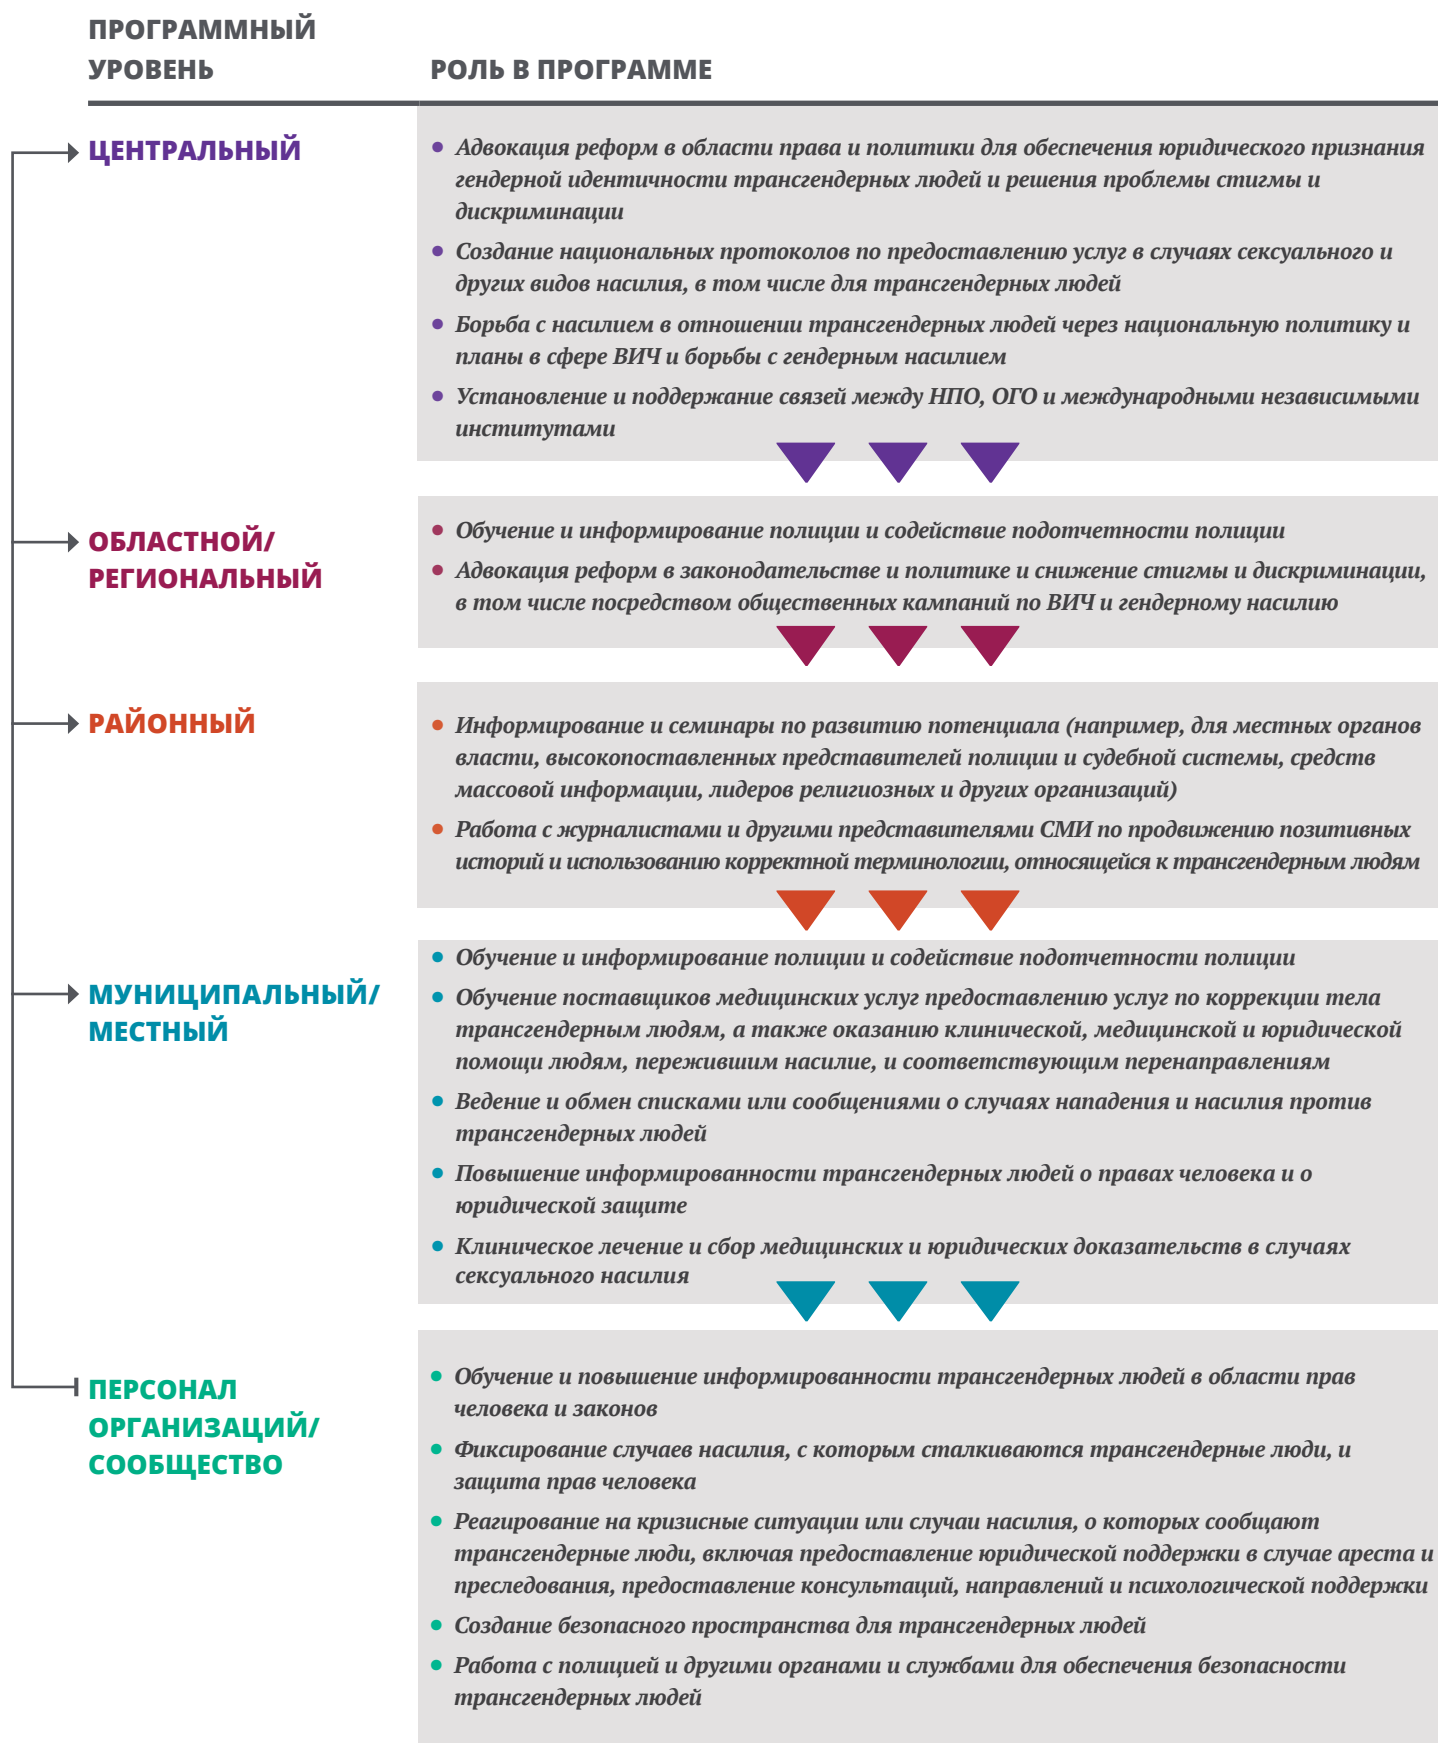 ПРОГРАММНЫЙ
УРОВЕНЬ
РОЛЬ В ПРОГРАММЕ
ЦЕНТРАЛЬНЫЙ
• Адвокация реформ в области права и политики для обеспечения юридического признания
гендерной идентичности трансгендерных людей и решения проблемы стигмы и
дискриминации
• Создание национальных протоколов по предоставлению услуг в случаях сексуального и
других видов насилия, в том числе для трансгендерных людей
• Борьба с насилием в отношении трансгендерных людей через национальную политику и
планы в сфере ВИЧ и борьбы с гендерным насилием
• Установление и поддержание связей между НПО, ОГО и международными независимыми
институтами
ОБЛАСТНОЙ/
РЕГИОНАЛЬНЫЙ
• Обучение и информирование полиции и содействие подотчетности полиции
• Адвокация реформ в законодательстве и политике и снижение стигмы и дискриминации,
в том числе посредством общественных кампаний по ВИЧ и гендерному насилию
РАЙОННЫЙ
• Информирование и семинары по развитию потенциала (например, для местных органов
власти, высокопоставленных представителей полиции и судебной системы, средств
массовой информации, лидеров религиозных и других организаций)
• Работа с журналистами и другими представителями СМИ по продвижению позитивных
историй и использованию корректной терминологии, относящейся к трансгендерным людям
МУНИЦИПАЛЬНЫЙ/
МЕСТНЫЙ
• Обучение и информирование полиции и содействие подотчетности полиции
• Обучение поставщиков медицинских услуг предоставлению услуг по коррекции тела
трансгендерным людям, а также оказанию клинической, медицинской и юридической
помощи людям, пережившим насилие, и соответствующим перенаправлениям
• Ведение и обмен списками или сообщениями о случаях нападения и насилия против
трансгендерных людей
• Повышение информированности трансгендерных людей о правах человека и о
юридической защите
• Клиническое лечение и сбор медицинских и юридических доказательств в случаях
сексуального насилия
ПЕРСОНАЛ
ОРГАНИЗАЦИЙ/
СООБЩЕСТВО
• Обучение и повышение информированности трансгендерных людей в области прав
человека и законов
• Фиксирование случаев насилия, с которым сталкиваются трансгендерные люди, и
защита прав человека
• Реагирование на кризисные ситуации или случаи насилия, о которых сообщают
трансгендерные люди, включая предоставление юридической поддержки в случае ареста и
преследования, предоставление консультаций, направлений и психологической поддержки
• Создание безопасного пространства для трансгендерных людей
• Работа с полицией и другими органами и службами для обеспечения безопасности
трансгендерных людей